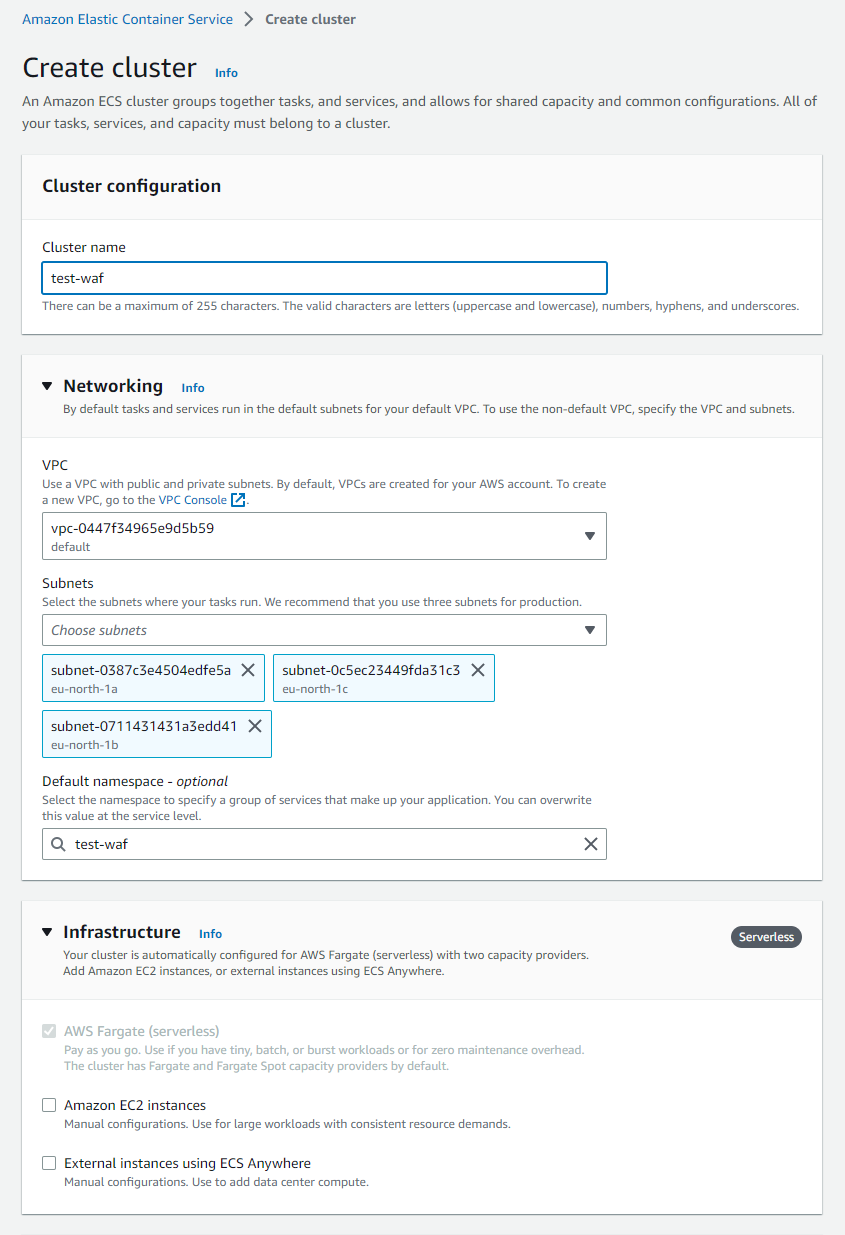 Amazon Elastic Container Service
Create cluster
Create cluster
Info
An Amazon ECS cluster groups together tasks, and services, and allows for shared capacity and common configurations. All of
your tasks, services, and capacity must belong to a cluster.
Cluster configuration
Cluster name
test-waf
There can be a maximum of 255 characters. The valid characters are letters (uppercase and lowercase), numbers, hyphens, and underscores.
Networking
Info
By default tasks and services run in the default subnets for your default VPC. To use the non-default VPC, specify the VPC and subnets.
VPC
Use a VPC with public and private subnets. By default, VPCs are created for your AWS account. To create
a new VPC, go to the VPC Console.
vpc-0447f34965e9d5b59
default
Subnets
Select the subnets where your tasks run. We recommend that you use three subnets for production.
Choose subnets
subnet-0387c3e4504edfe5a
eu-north-1a
subnet-0c5ec23449fda31c3
eu-north-1c
subnet-0711431431a3edd41
eu-north-1b
Default namespace - optional
Select the namespace to specify a group of services that make up your application. You can overwrite
this value at the service level.
test-waf
Infrastructure
Info
Serverless
Your cluster is automatically configured for AWS Fargate (serverless) with two capacity providers.
Add Amazon EC2 instances, or external instances using ECS Anywhere.
AWS Fargate (serverless)
Pay as you go. Use if you have tiny, batch, or burst workloads or for zero maintenance overhead.
The cluster has Fargate and Fargate Spot capacity providers by default.
Amazon EC2 instances
Manual configurations. Use for large workloads with consistent resource demands.
External instances using ECS Anywhere
Manual configurations. Use to add data center compute.